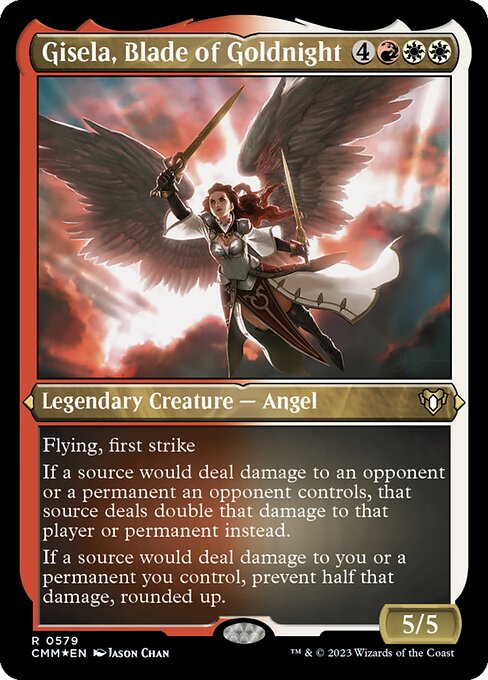 Gisela, Blade of Goldnight 4
Legendary Creature — Angel
Flying, first strike
If a source would deal damage to an opponent
or a permanent an opponent controls, that
source deals double that damage to that
player or permanent instead.
If a source would deal damage to you or a
permanent you control, prevent half that
damage, rounded up.
5/5
R 0579
CMM★EN Jason Chan
™ & © 2023 Wizards of the Coast